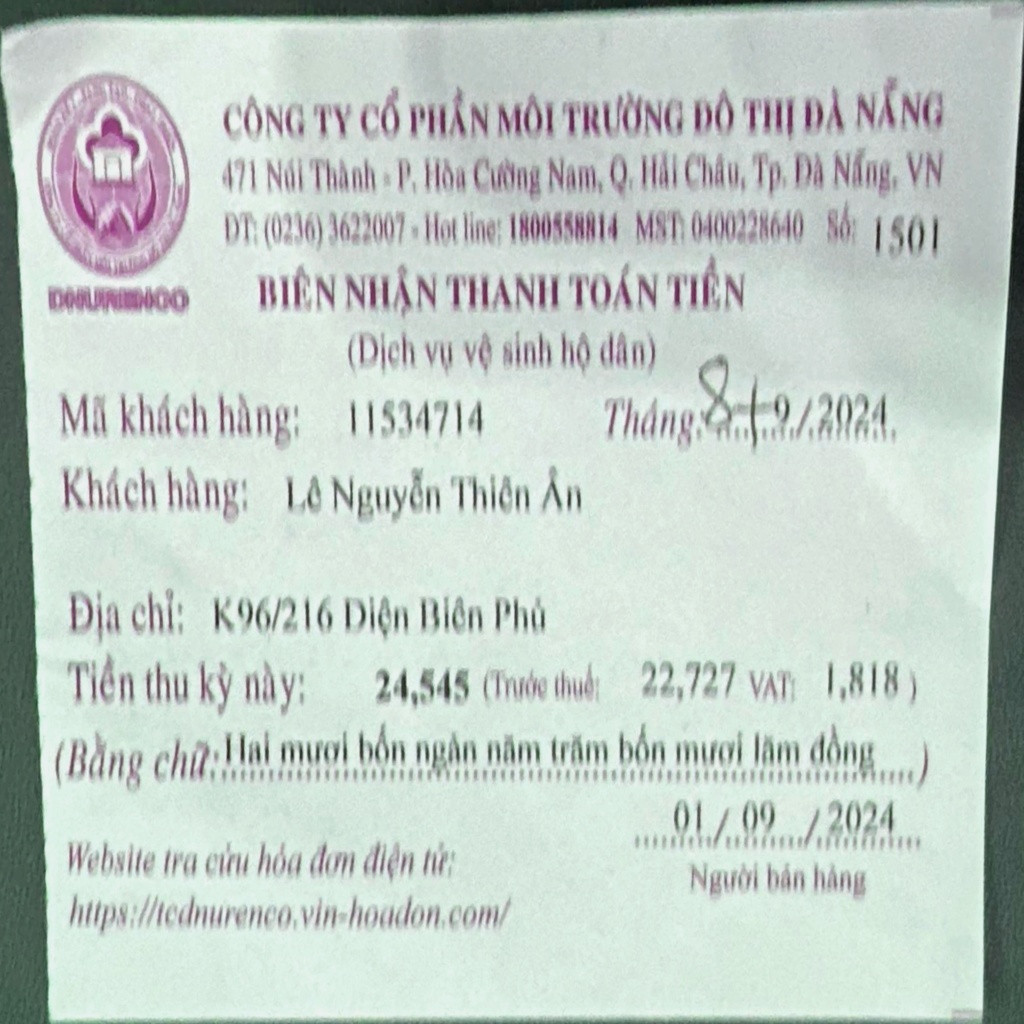 CÔNG TY CỔ PHẦN MÔI TRƯỜNG ĐÔ THỊ ĐÀ NẴNG
471 Núi Thành - P. Hòa Cường Nam, Q. Hải Châu, Tp. Đà Nẵng, VN
ĐT: (0236) 3622007 - Hot line: 1800558814 MST: 0400228640 Số: 1501
DNURENCO
BIÊN NHẬN THANH TOÁN TIỀN
(Dịch vụ vệ sinh hộ dân)
Mã khách hàng: 11534714 Tháng: 8+9/2024
Khách hàng: Lê Nguyễn Thiên Ân
Địa chỉ: K96/216 Điện Biên Phủ
Tiền thu kỳ này: 24,545 (Trước thuế: 22,727 VAT: 1,818)
(Bằng chữ: Hai mươi bốn ngàn năm trăm bốn mươi lăm đồng)
01/09/2024
Người bán hàng
Website tra cứu hóa đơn điện tử:
https://tcdnurenco.vin-hoadon.com/